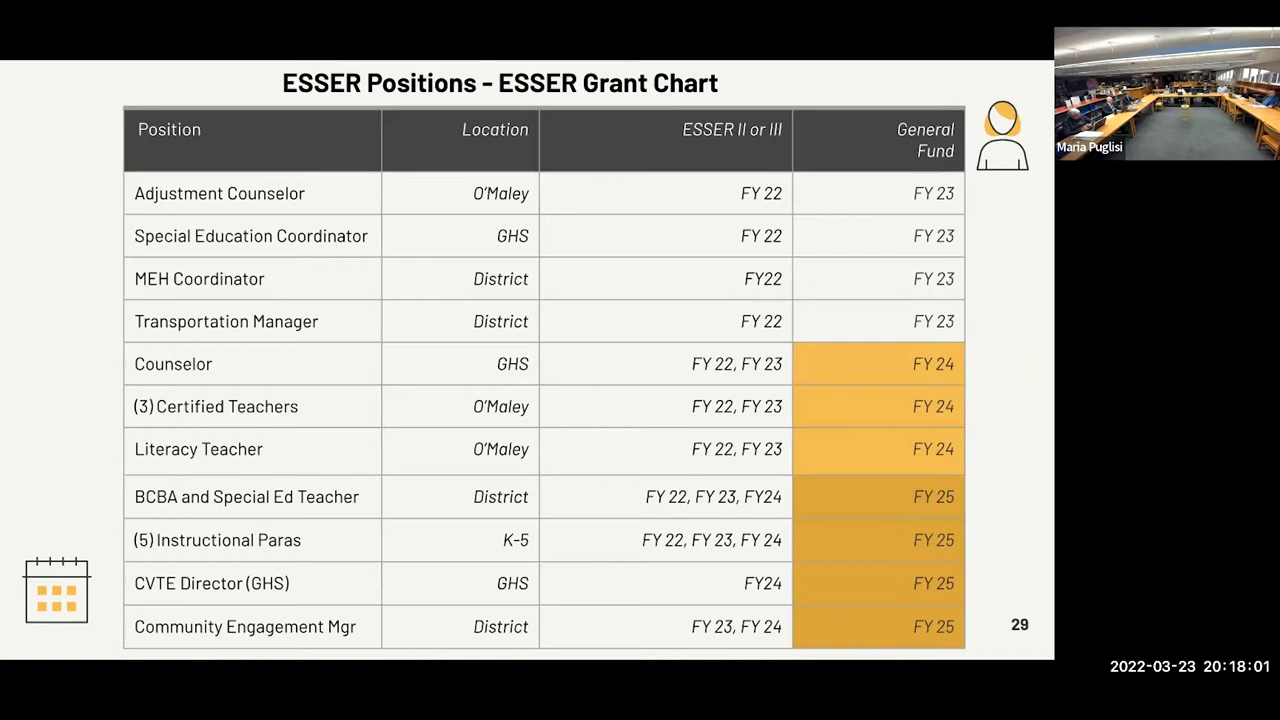 ESSER Positions - ESSER Grant Chart
Position Location ESSER II or III General Fund
Adjustment Counselor O'Maley FY 22 FY 23
Special Education Coordinator GHS FY 22 FY 23
MEH Coordinator District FY22 FY 23
Transportation Manager District FY 22 FY 23
Counselor GHS FY 22, FY 23 FY 24
(3) Certified Teachers O'Maley FY 22, FY 23 FY 24
Literacy Teacher O'Maley FY 22, FY 23 FY 24
BCBA and Special Ed Teacher District FY 22, FY 23, FY24 FY 25
(5) Instructional Paras K-5 FY 22, FY 23, FY 24 FY 25
CVTE Director (GHS) GHS FY24 FY 25
Community Engagement Mgr District FY 23, FY 24 FY 25
29
Maria Puglisi
2022-03-23 20:18:01